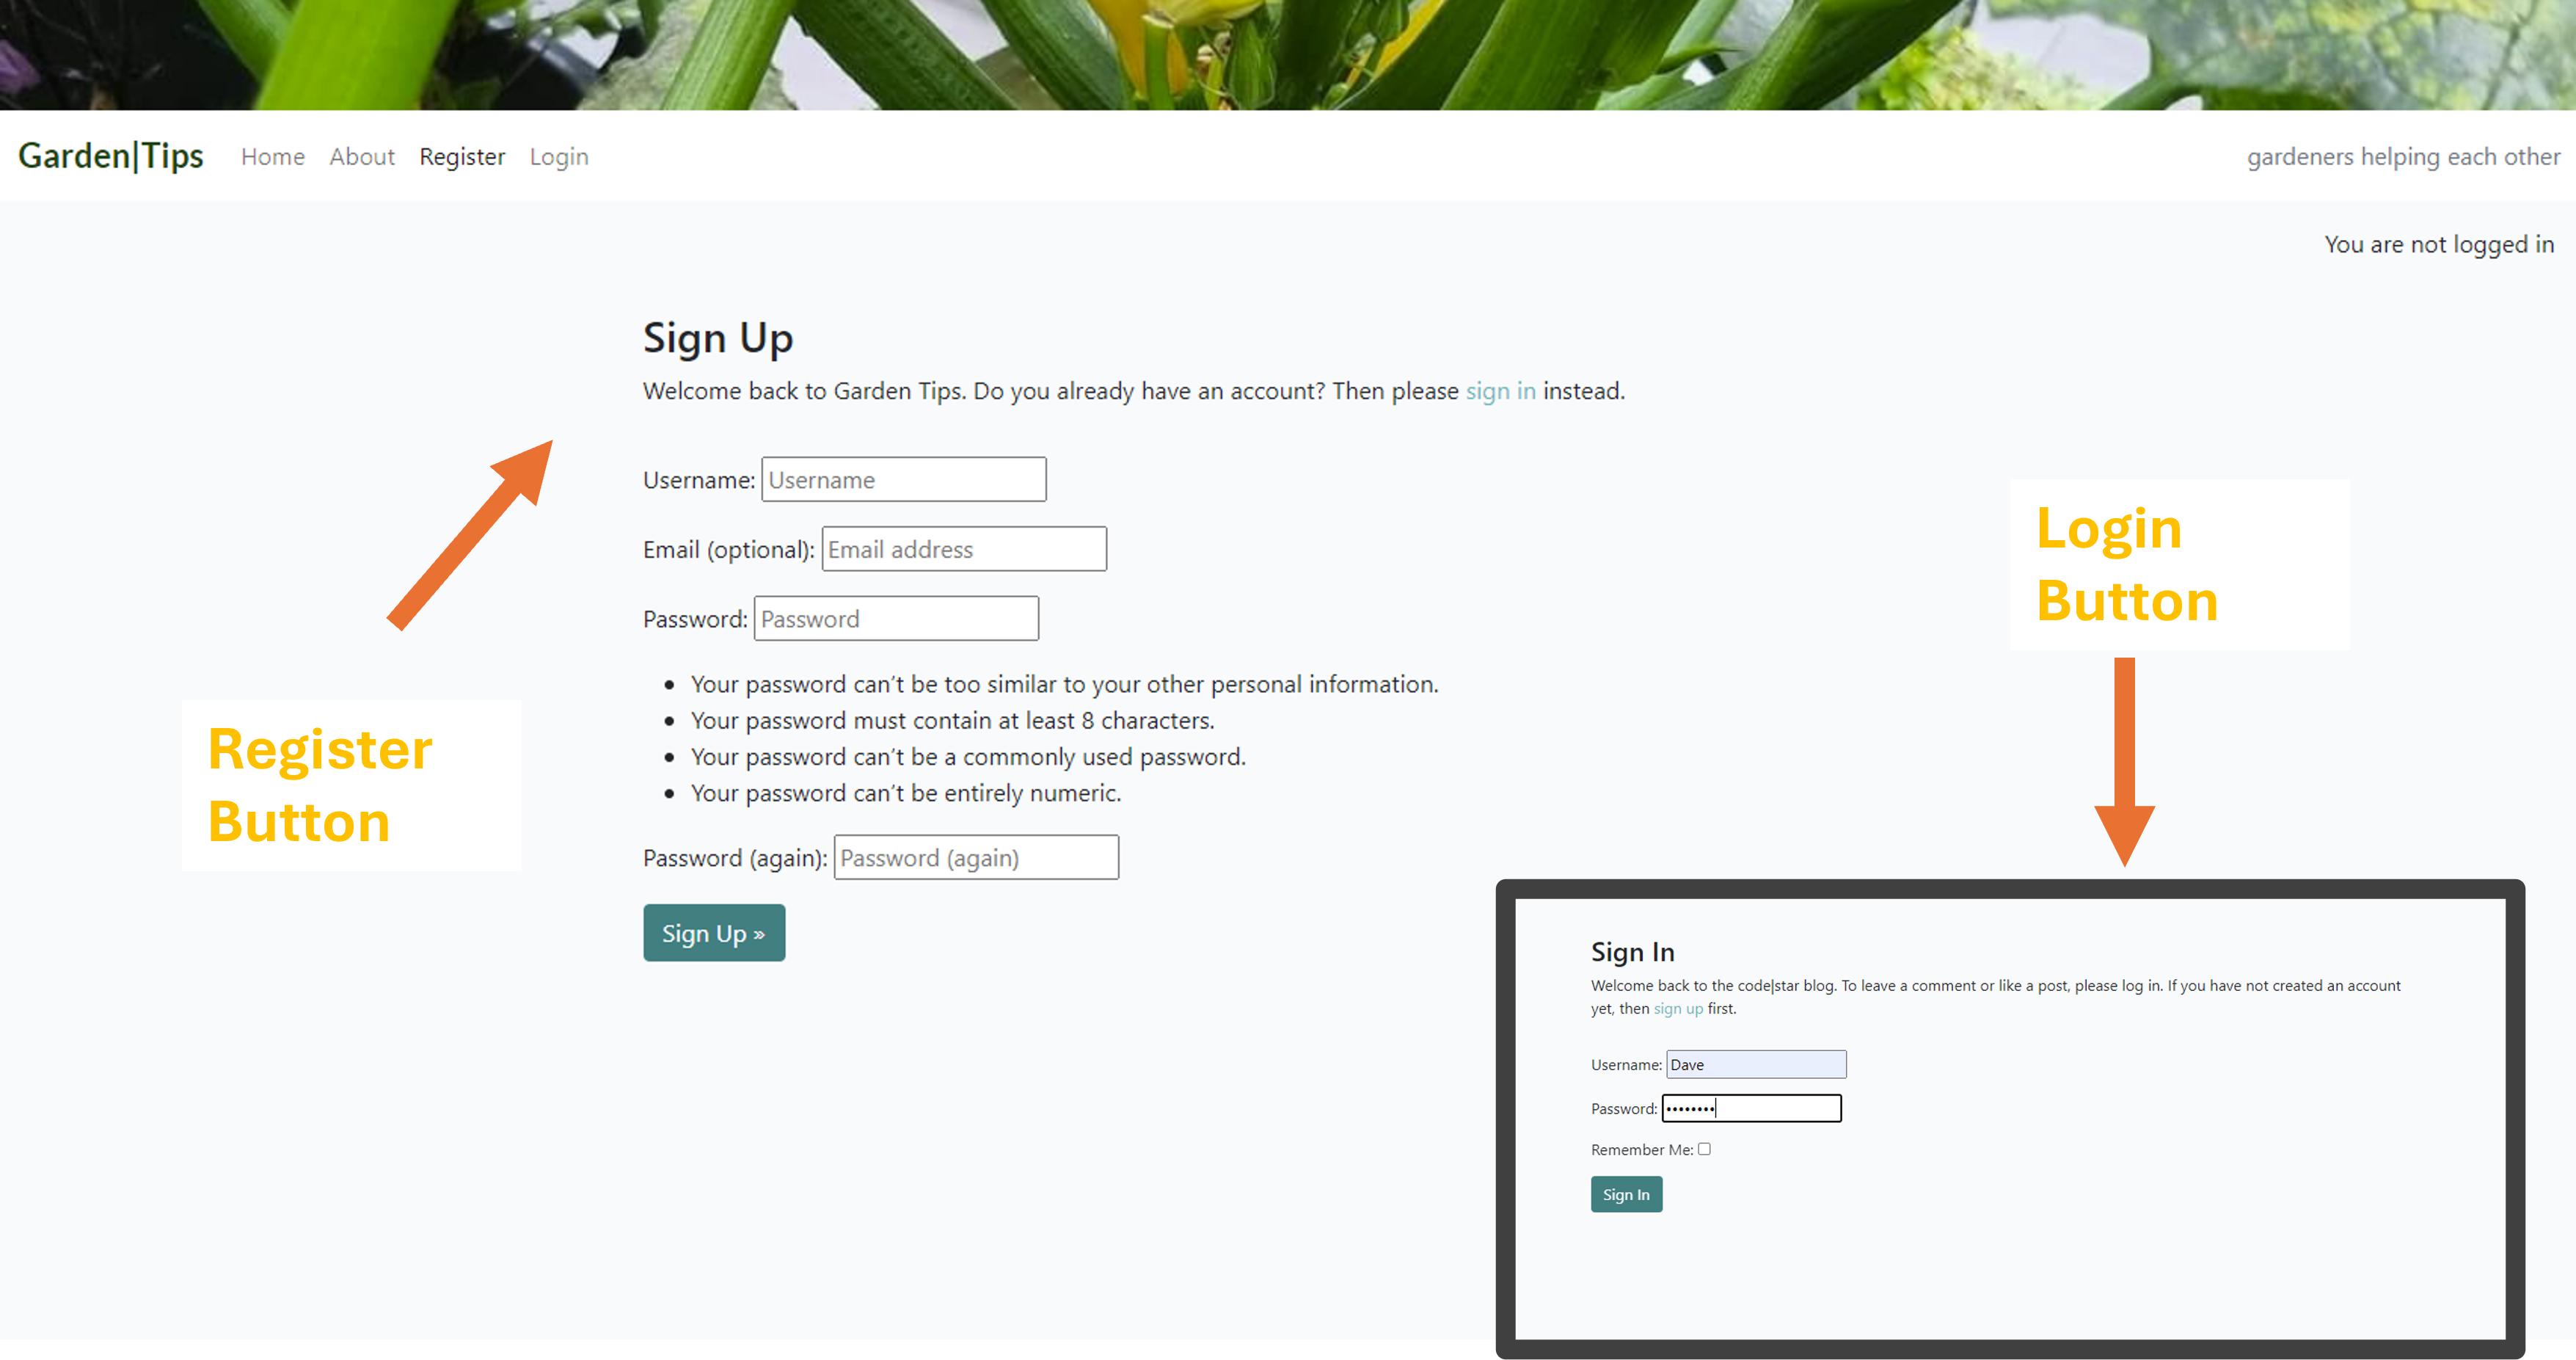 Garden|Tips Home About Register Login gardeners helping each other
You are not logged in
Sign Up
Welcome back to Garden Tips. Do you already have an account? Then please sign in instead.
Username: Username
Email (optional): Email address
Password: Password
• Your password can’t be too similar to your other personal information.
• Your password must contain at least 8 characters.
• Your password can’t be a commonly used password.
• Your password can’t be entirely numeric.
Password (again): Password (again)
Sign Up »
Register
Button
Login
Button
Sign In
Welcome back to the code|star blog. To leave a comment or like a post, please log in. If you have not created an account
yet, then sign up first.
Username: Dave
Password: ••••••••
Remember Me:
Sign In